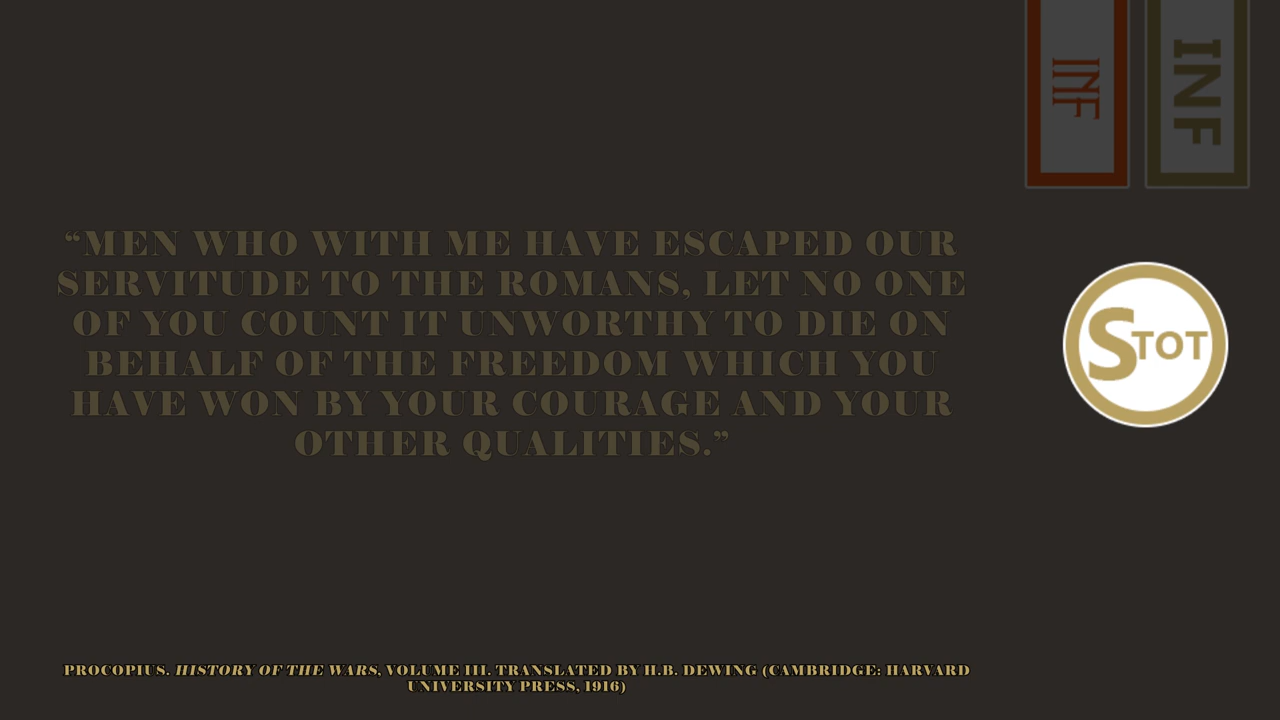 INF
INF
“MEN WHO WITH ME HAVE ESCAPED OUR
SERVITUDE TO THE ROMANS, LET NO ONE
OF YOU COUNT IT UNWORTHY TO DIE ON
BEHALF OF THE FREEDOM WHICH YOU
HAVE WON BY YOUR COURAGE AND YOUR
OTHER QUALITIES.”
STOT
PROCOPIUS. HISTORY OF THE WARS, VOLUME III. TRANSLATED BY H.B. DEWING (CAMBRIDGE: HARVARD
UNIVERSITY PRESS, 1916)